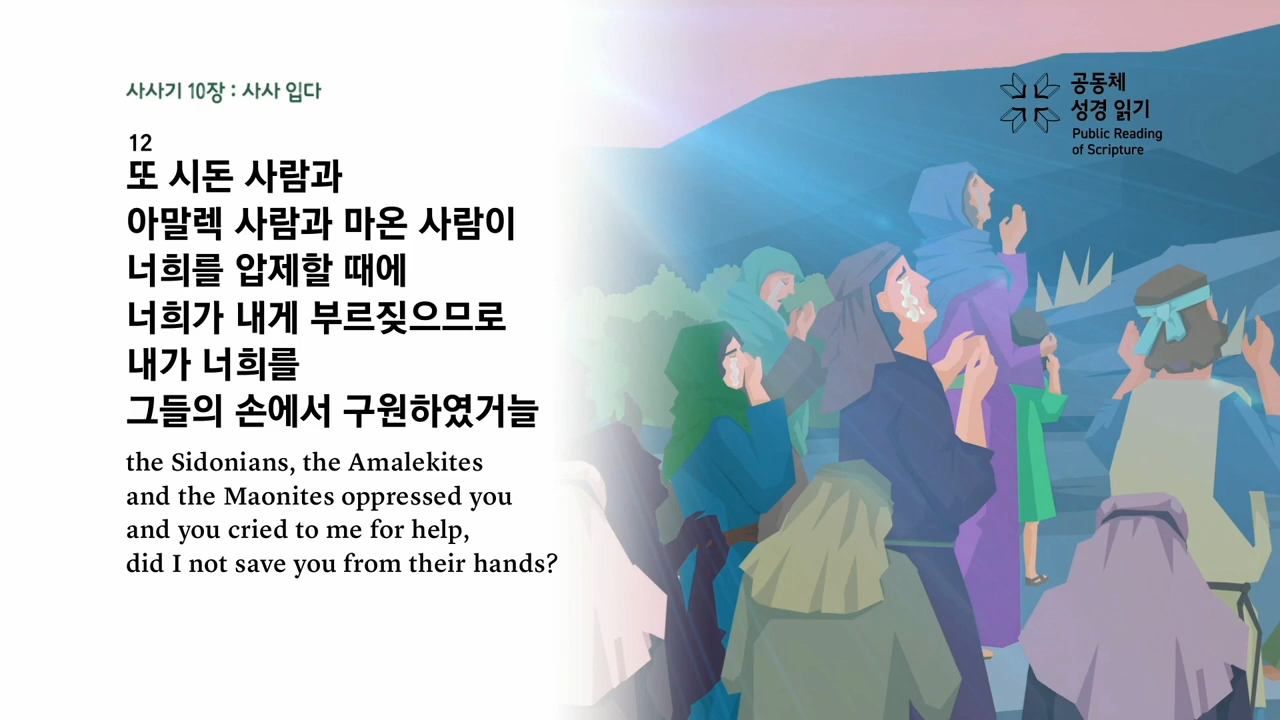 사사기 10장 : 사사 입다
12
또 시돈 사람과
아말렉 사람과 마온 사람이
너희를 압제할 때에
너희가 내게 부르짖으므로
내가 너희를
그들의 손에서 구원하였거늘
the Sidonians, the Amalekites
and the Maonites oppressed you
and you cried to me for help,
did I not save you from their hands?
공동체
성경 읽기
Public Reading
of Scripture